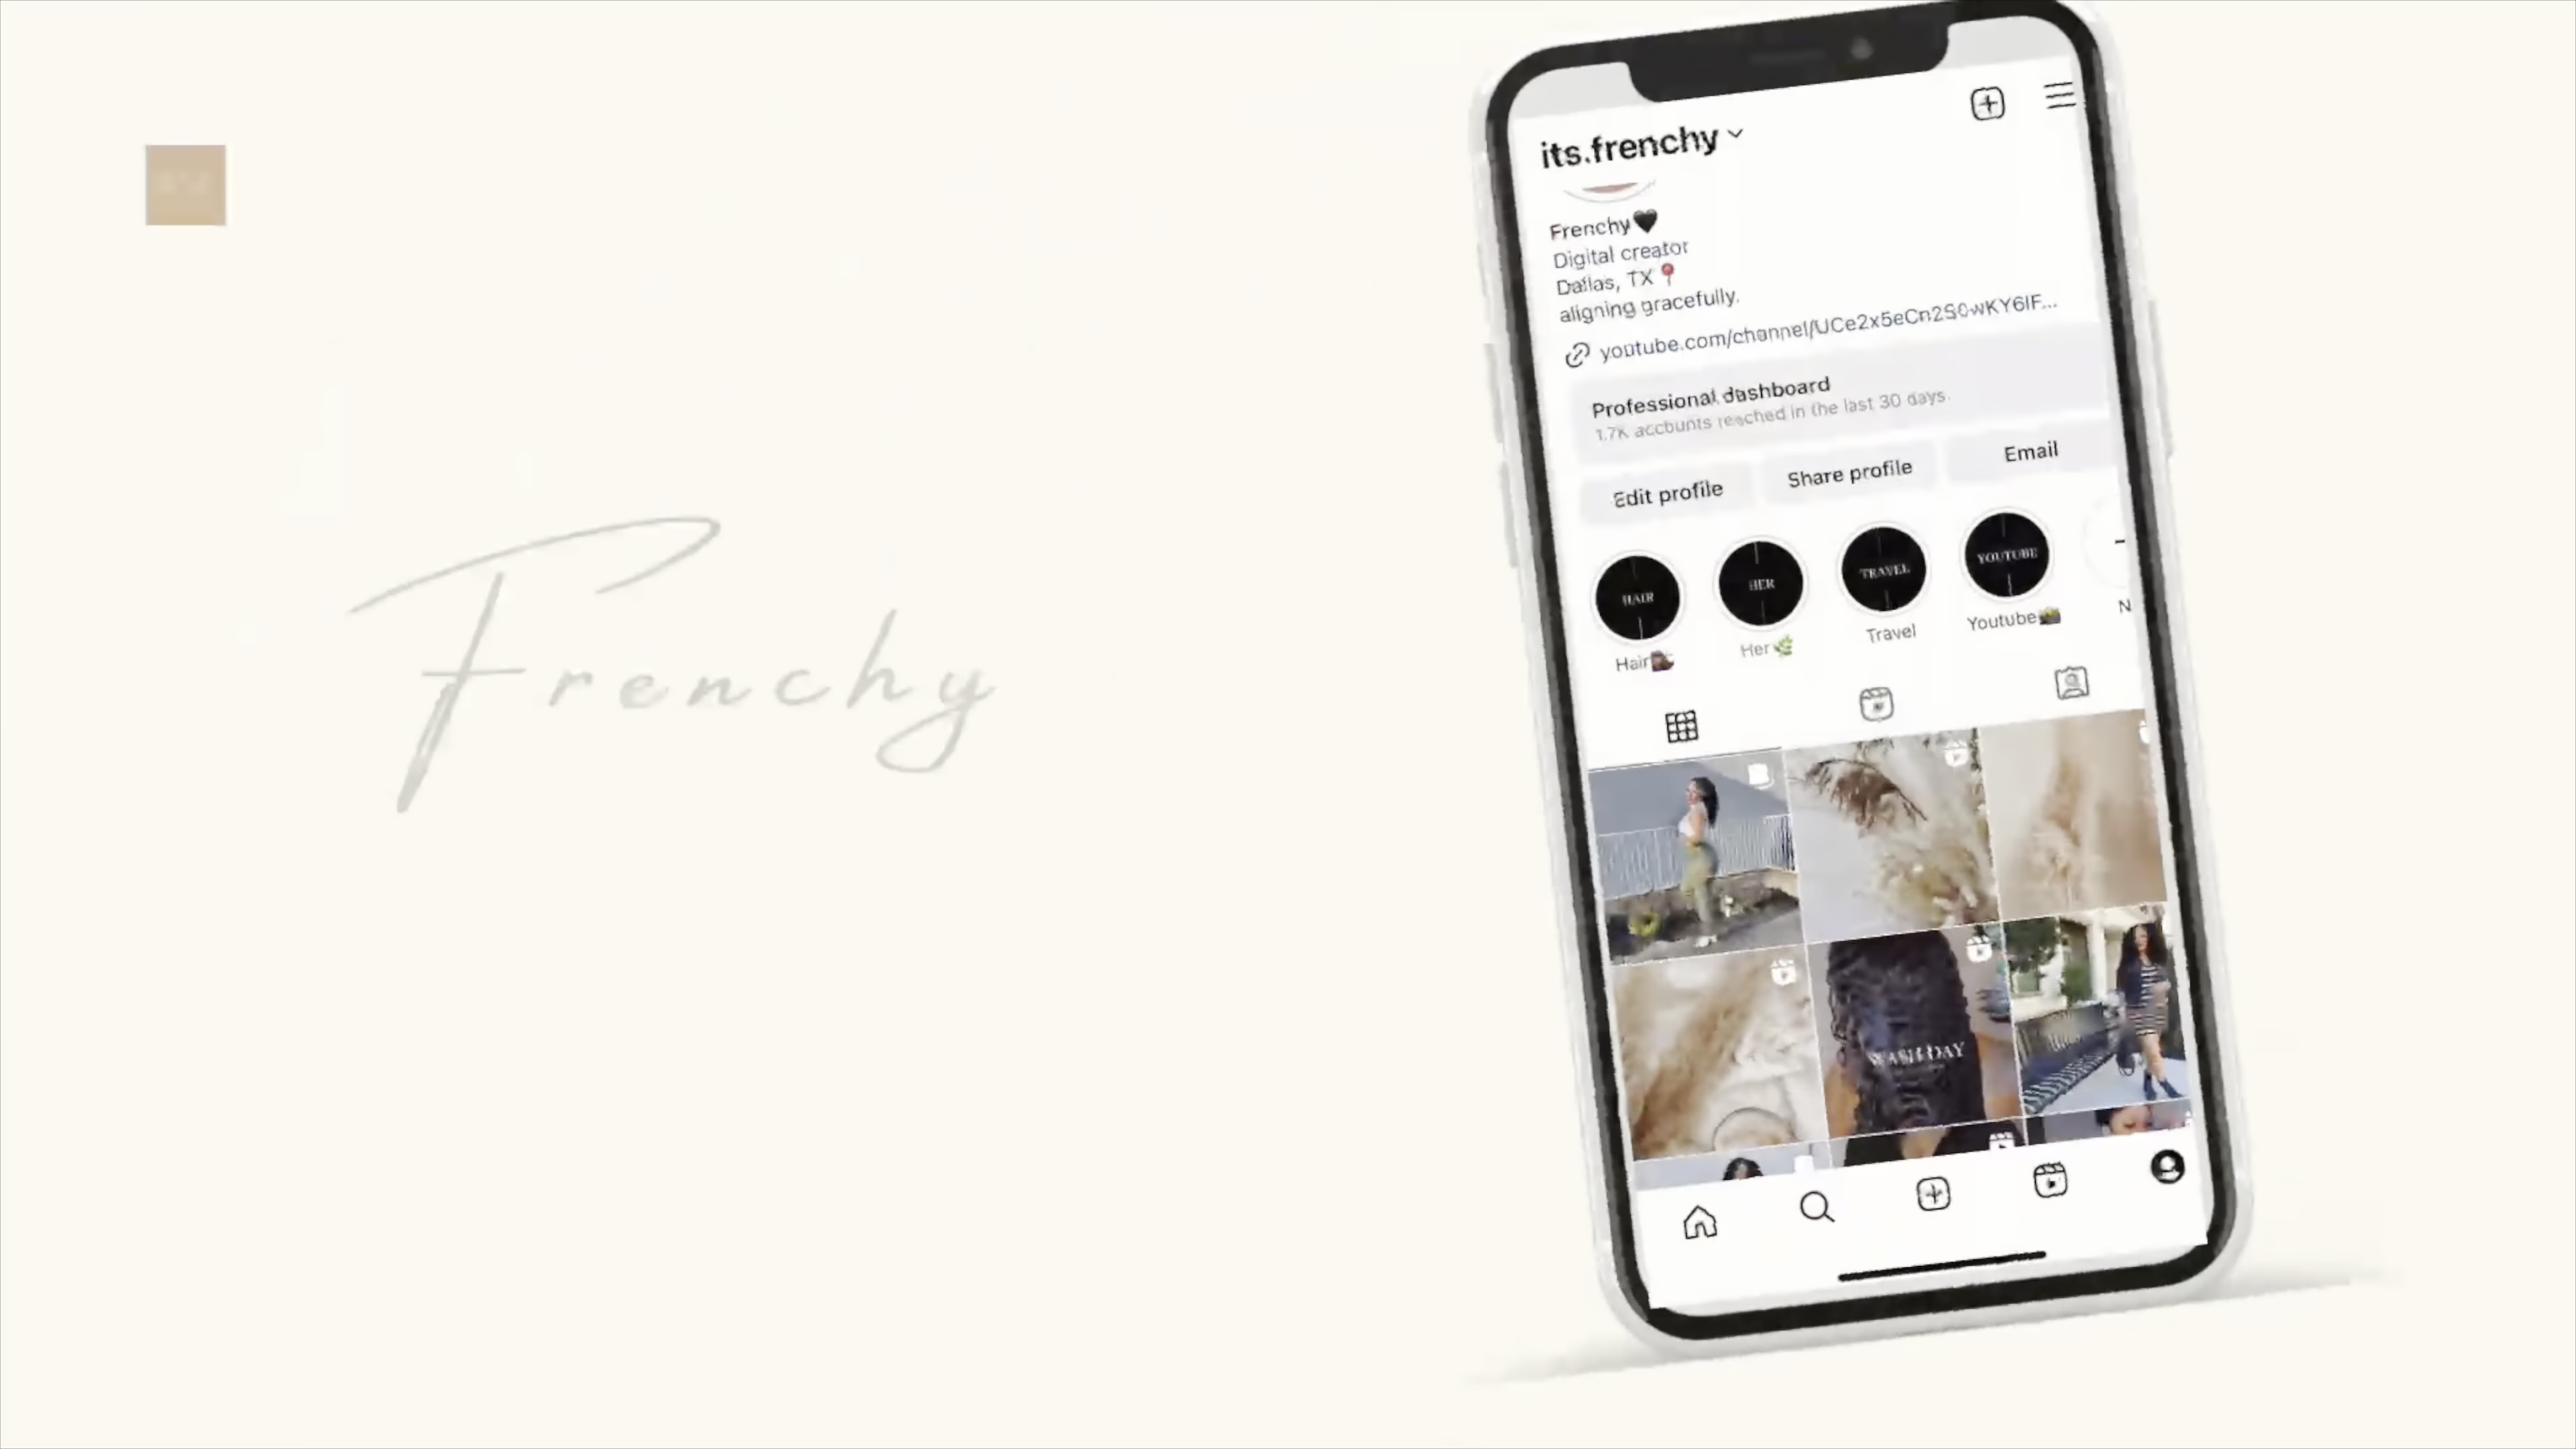 Frenchy
its.frenchy
Frenchy🖤
Digital creator
Dallas, TX📍
aligning gracefully.
youtube.com/channel/UCe2x5eCn2S0wKY6IF...
Professional dashboard
1.7K accounts reached in the last 30 days.
Edit profile Share profile Email
HAIR HER TRAVEL YOUTUBE
Hair Her🌿 Travel Youtube N
WASH DAY